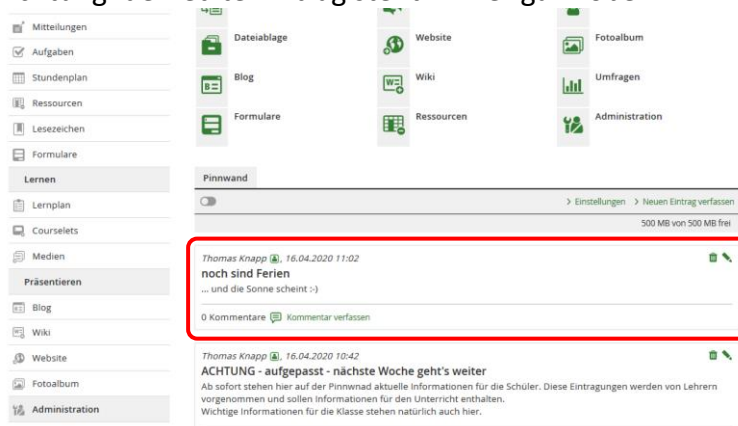 Mitteilungen
Aufgaben
Stundenplan
Ressourcen
Lesezeichen
Formulare
Lernen
Lernplan
Courselets
Medien
Präsentieren
Blog
Wiki
Website
Fotoalbum
Administration
Dateiablage
Website
Fotoalbum
Blog
Wiki
Umfragen
Formulare
Ressourcen
Administration
Pinnwand
> Einstellungen > Neuen Eintrag verfassen
500 MB von 500 MB frei
Thomas Knapp, 16.04.2020 11:02
noch sind Ferien
... und die Sonne scheint :-)
0 Kommentare Kommentar verfassen
Thomas Knapp, 16.04.2020 10:42
ACHTUNG - aufgepasst - nächste Woche geht's weiter
Ab sofort stehen hier auf der Pinnwnad aktuelle Informationen für die Schüler. Diese Eintragungen werden von Lehrern
vorgenommen und sollen Informationen für den Unterricht enthalten.
Wichtige Informationen für die Klasse stehen natürlich auch hier.